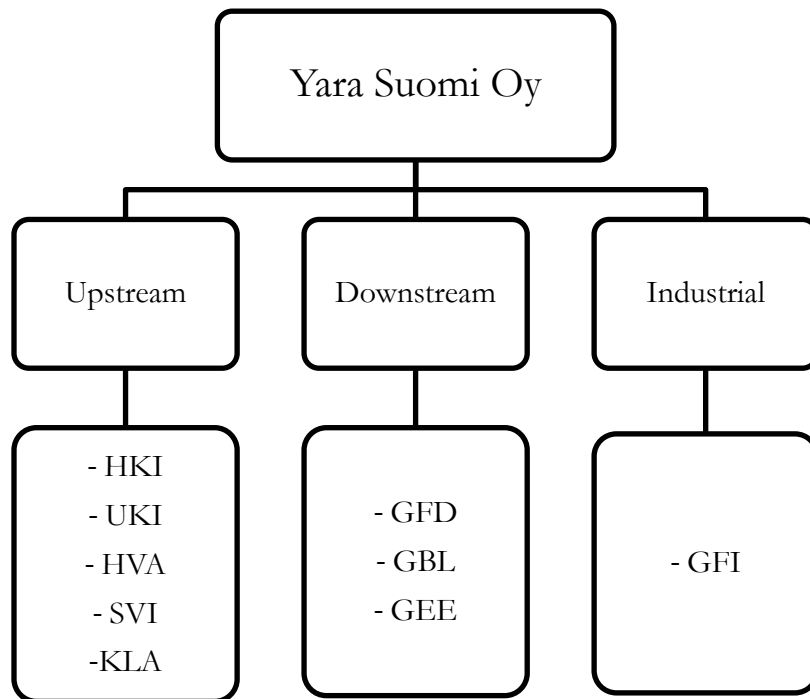 Yara Suomi Oy
Upstream
Downstream
Industrial
- HKI
- UKI
- HVA
- SVI
-KLA
- GFD
- GBL
- GEE
- GFI